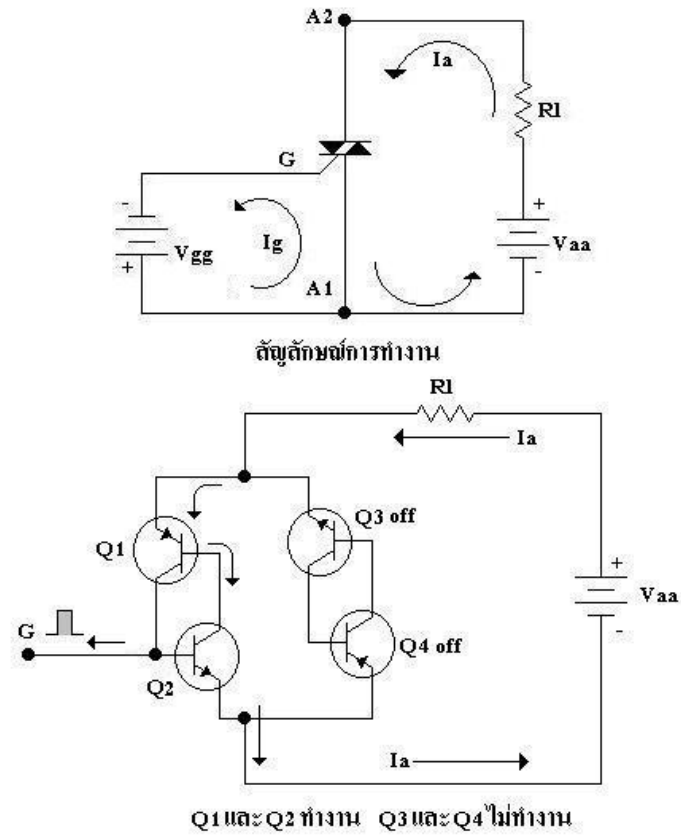 A2
Ia
Rl
G
-
+
Vgg
Ig
+
-
Vaa
A1
สัญลักษณ์การทำงาน
Rl
Ia
Q1
Q3 off
+
-
Vaa
G
Q2
Q4 off
Ia
Q1และQ2 ทำงาน Q3และQ4ไม่ทำงาน